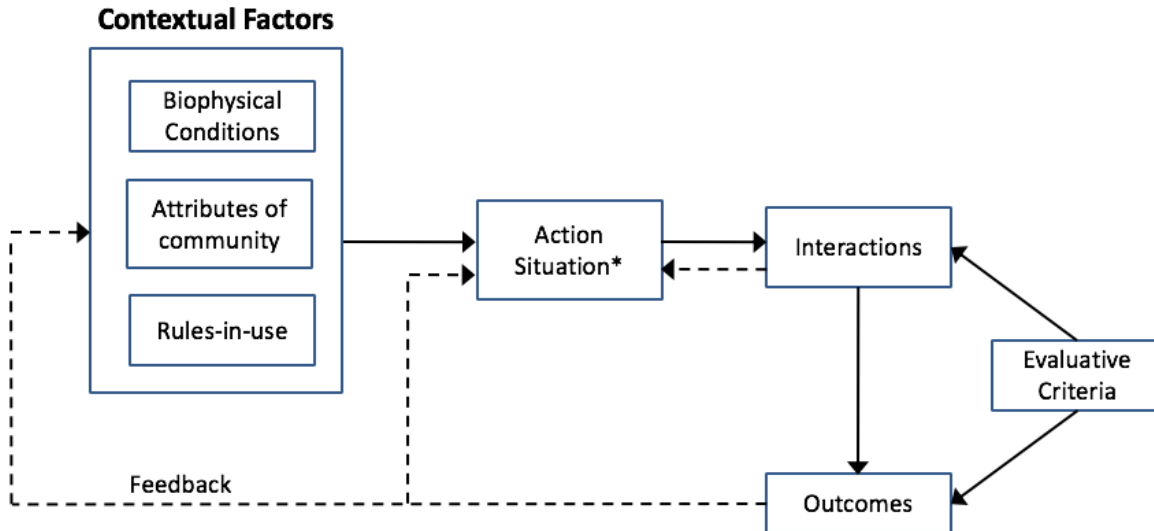 Contextual Factors
Biophysical
Conditions
Attributes of
community
Rules-in-use
Action
Situation*
Interactions
Evaluative
Criteria
Feedback
Outcomes